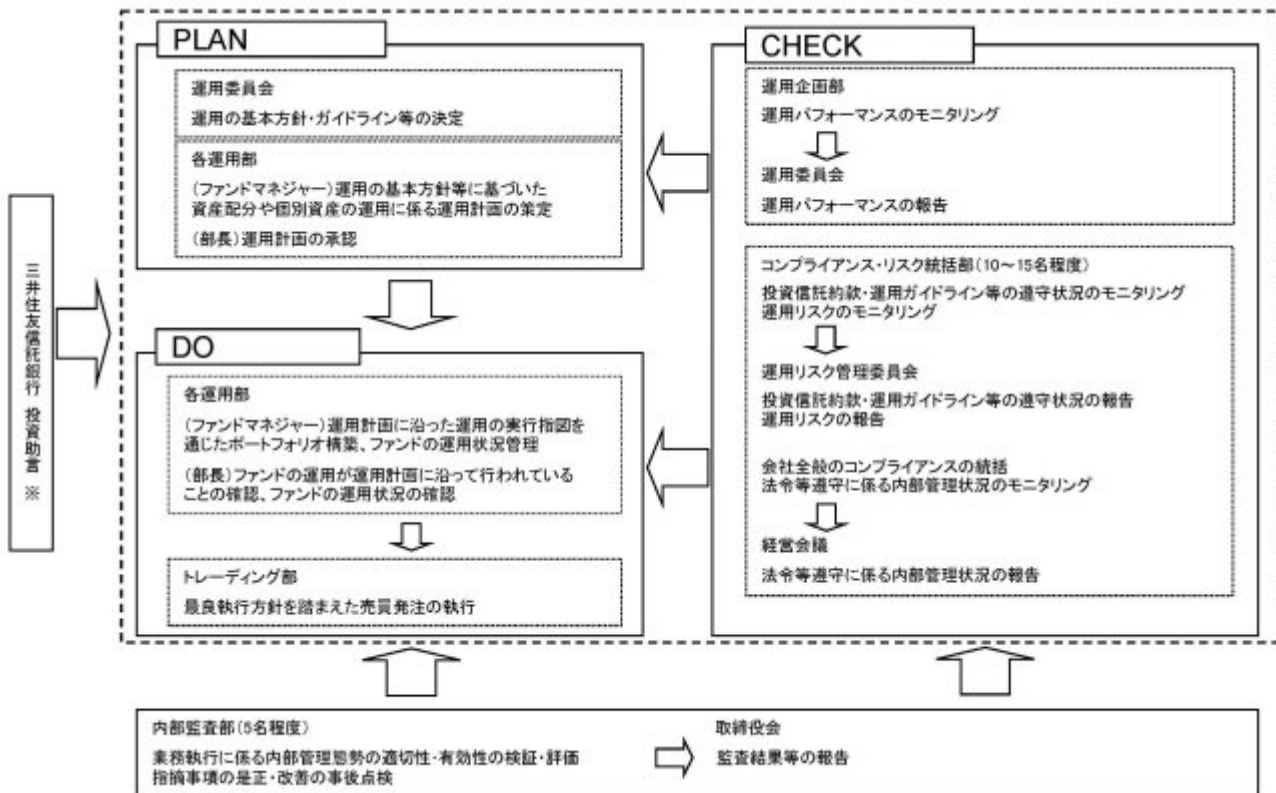 三井住友信託銀行 投資助言 ※
PLAN
運用委員会
運用の基本方針・ガイドライン等の決定
各運用部
(ファンドマネジャー)運用の基本方針等に基づいた
資産配分や個別資産の運用に係る運用計画の策定
(部長)運用計画の承認
DO
各運用部
(ファンドマネジャー)運用計画に沿った運用の実行指図を
通じたポートフォリオ構築、ファンドの運用状況管理
(部長)ファンドの運用が運用計画に沿って行われている
ことの確認、ファンドの運用状況の確認
トレーディング部
最良執行方針を踏まえた売買発注の執行
CHECK
運用企画部
運用パフォーマンスのモニタリング
運用委員会
運用パフォーマンスの報告
コンプライアンス・リスク統括部(10～15名程度)
投資信託約款・運用ガイドライン等の遵守状況のモニタリング
運用リスクのモニタリング
運用リスク管理委員会
投資信託約款・運用ガイドライン等の遵守状況の報告
運用リスクの報告
会社全般のコンプライアンスの統括
法令等遵守に係る内部管理状況のモニタリング
経営会議
法令等遵守に係る内部管理状況の報告
内部監査部(5名程度)
業務執行に係る内部管理態勢の適切性・有効性の検証・評価
指摘事項の是正・改善の事後点検
取締役会
監査結果等の報告